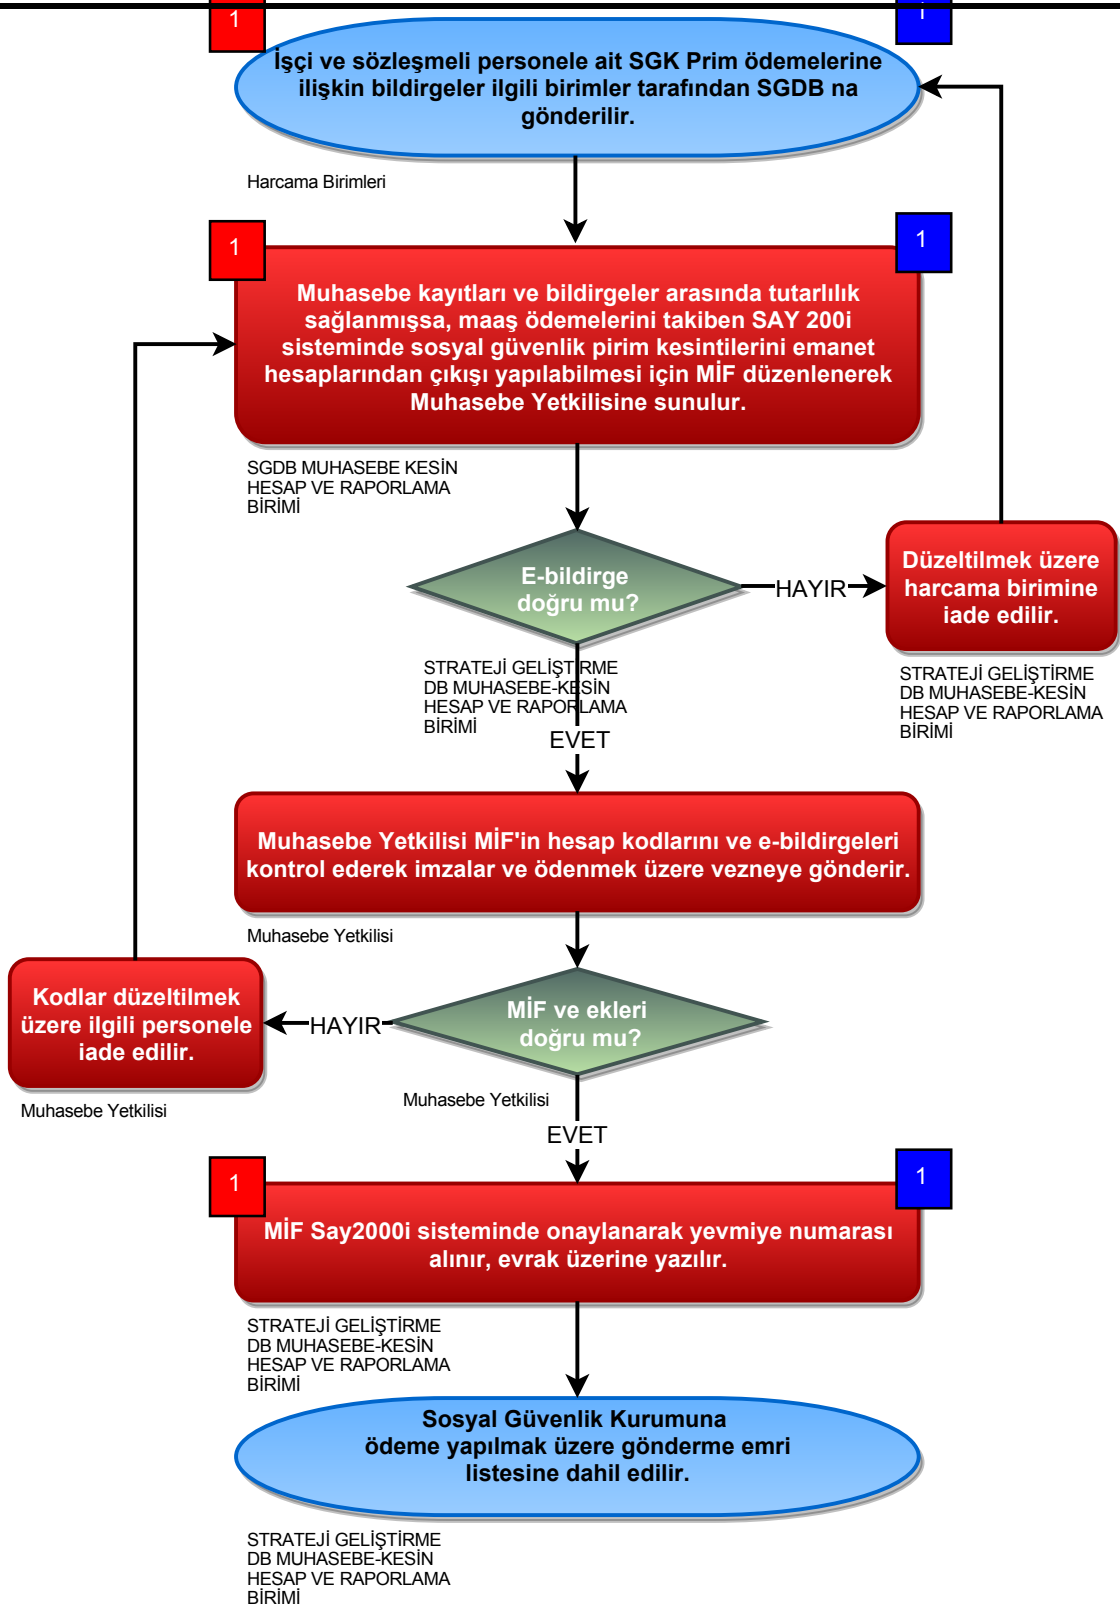 1
1
İşçi ve sözleşmeli personele ait SGK Prim ödemelerine
ilişkin bildirgeler ilgili birimler tarafından SGDB na
gönderilir.
Harcama Birimleri
1
1
Muhasebe kayıtları ve bildirgeler arasında tutarlılık
sağlanmışsa, maaş ödemelerini takiben SAY 200i
sisteminde sosyal güvenlik pirim kesintilerini emanet
hesaplarından çıkışı yapılabilmesi için MİF düzenlenerek
Muhasebe Yetkilisine sunulur.
SGDB MUHASEBE KESİN
HESAP VE RAPORLAMA
BİRİMİ
E-bildirge
doğru mu?
HAYIR
Düzeltilmek üzere
harcama birimine
iade edilir.
STRATEJİ GELİŞTİRME
DB MUHASEBE-KESİN
HESAP VE RAPORLAMA
BİRİMİ
STRATEJİ GELİŞTİRME
DB MUHASEBE-KESİN
HESAP VE RAPORLAMA
BİRİMİ
EVET
Muhasebe Yetkilisi MİF'in hesap kodlarını ve e-bildirgeleri
kontrol ederek imzalar ve ödenmek üzere vezneye gönderir.
Muhasebe Yetkilisi
MİF ve ekleri
doğru mu?
HAYIR
Kodlar düzeltilmek
üzere ilgili personele
iade edilir.
Muhasebe Yetkilisi
Muhasebe Yetkilisi
EVET
1
1
MİF Say2000i sisteminde onaylanarak yevmiye numarası
alınır, evrak üzerine yazılır.
STRATEJİ GELİŞTİRME
DB MUHASEBE-KESİN
HESAP VE RAPORLAMA
BİRİMİ
Sosyal Güvenlik Kurumuna
ödeme yapılmak üzere gönderme emri
listesine dahil edilir.
STRATEJİ GELİŞTİRME
DB MUHASEBE-KESİN
HESAP VE RAPORLAMA
BİRİMİ